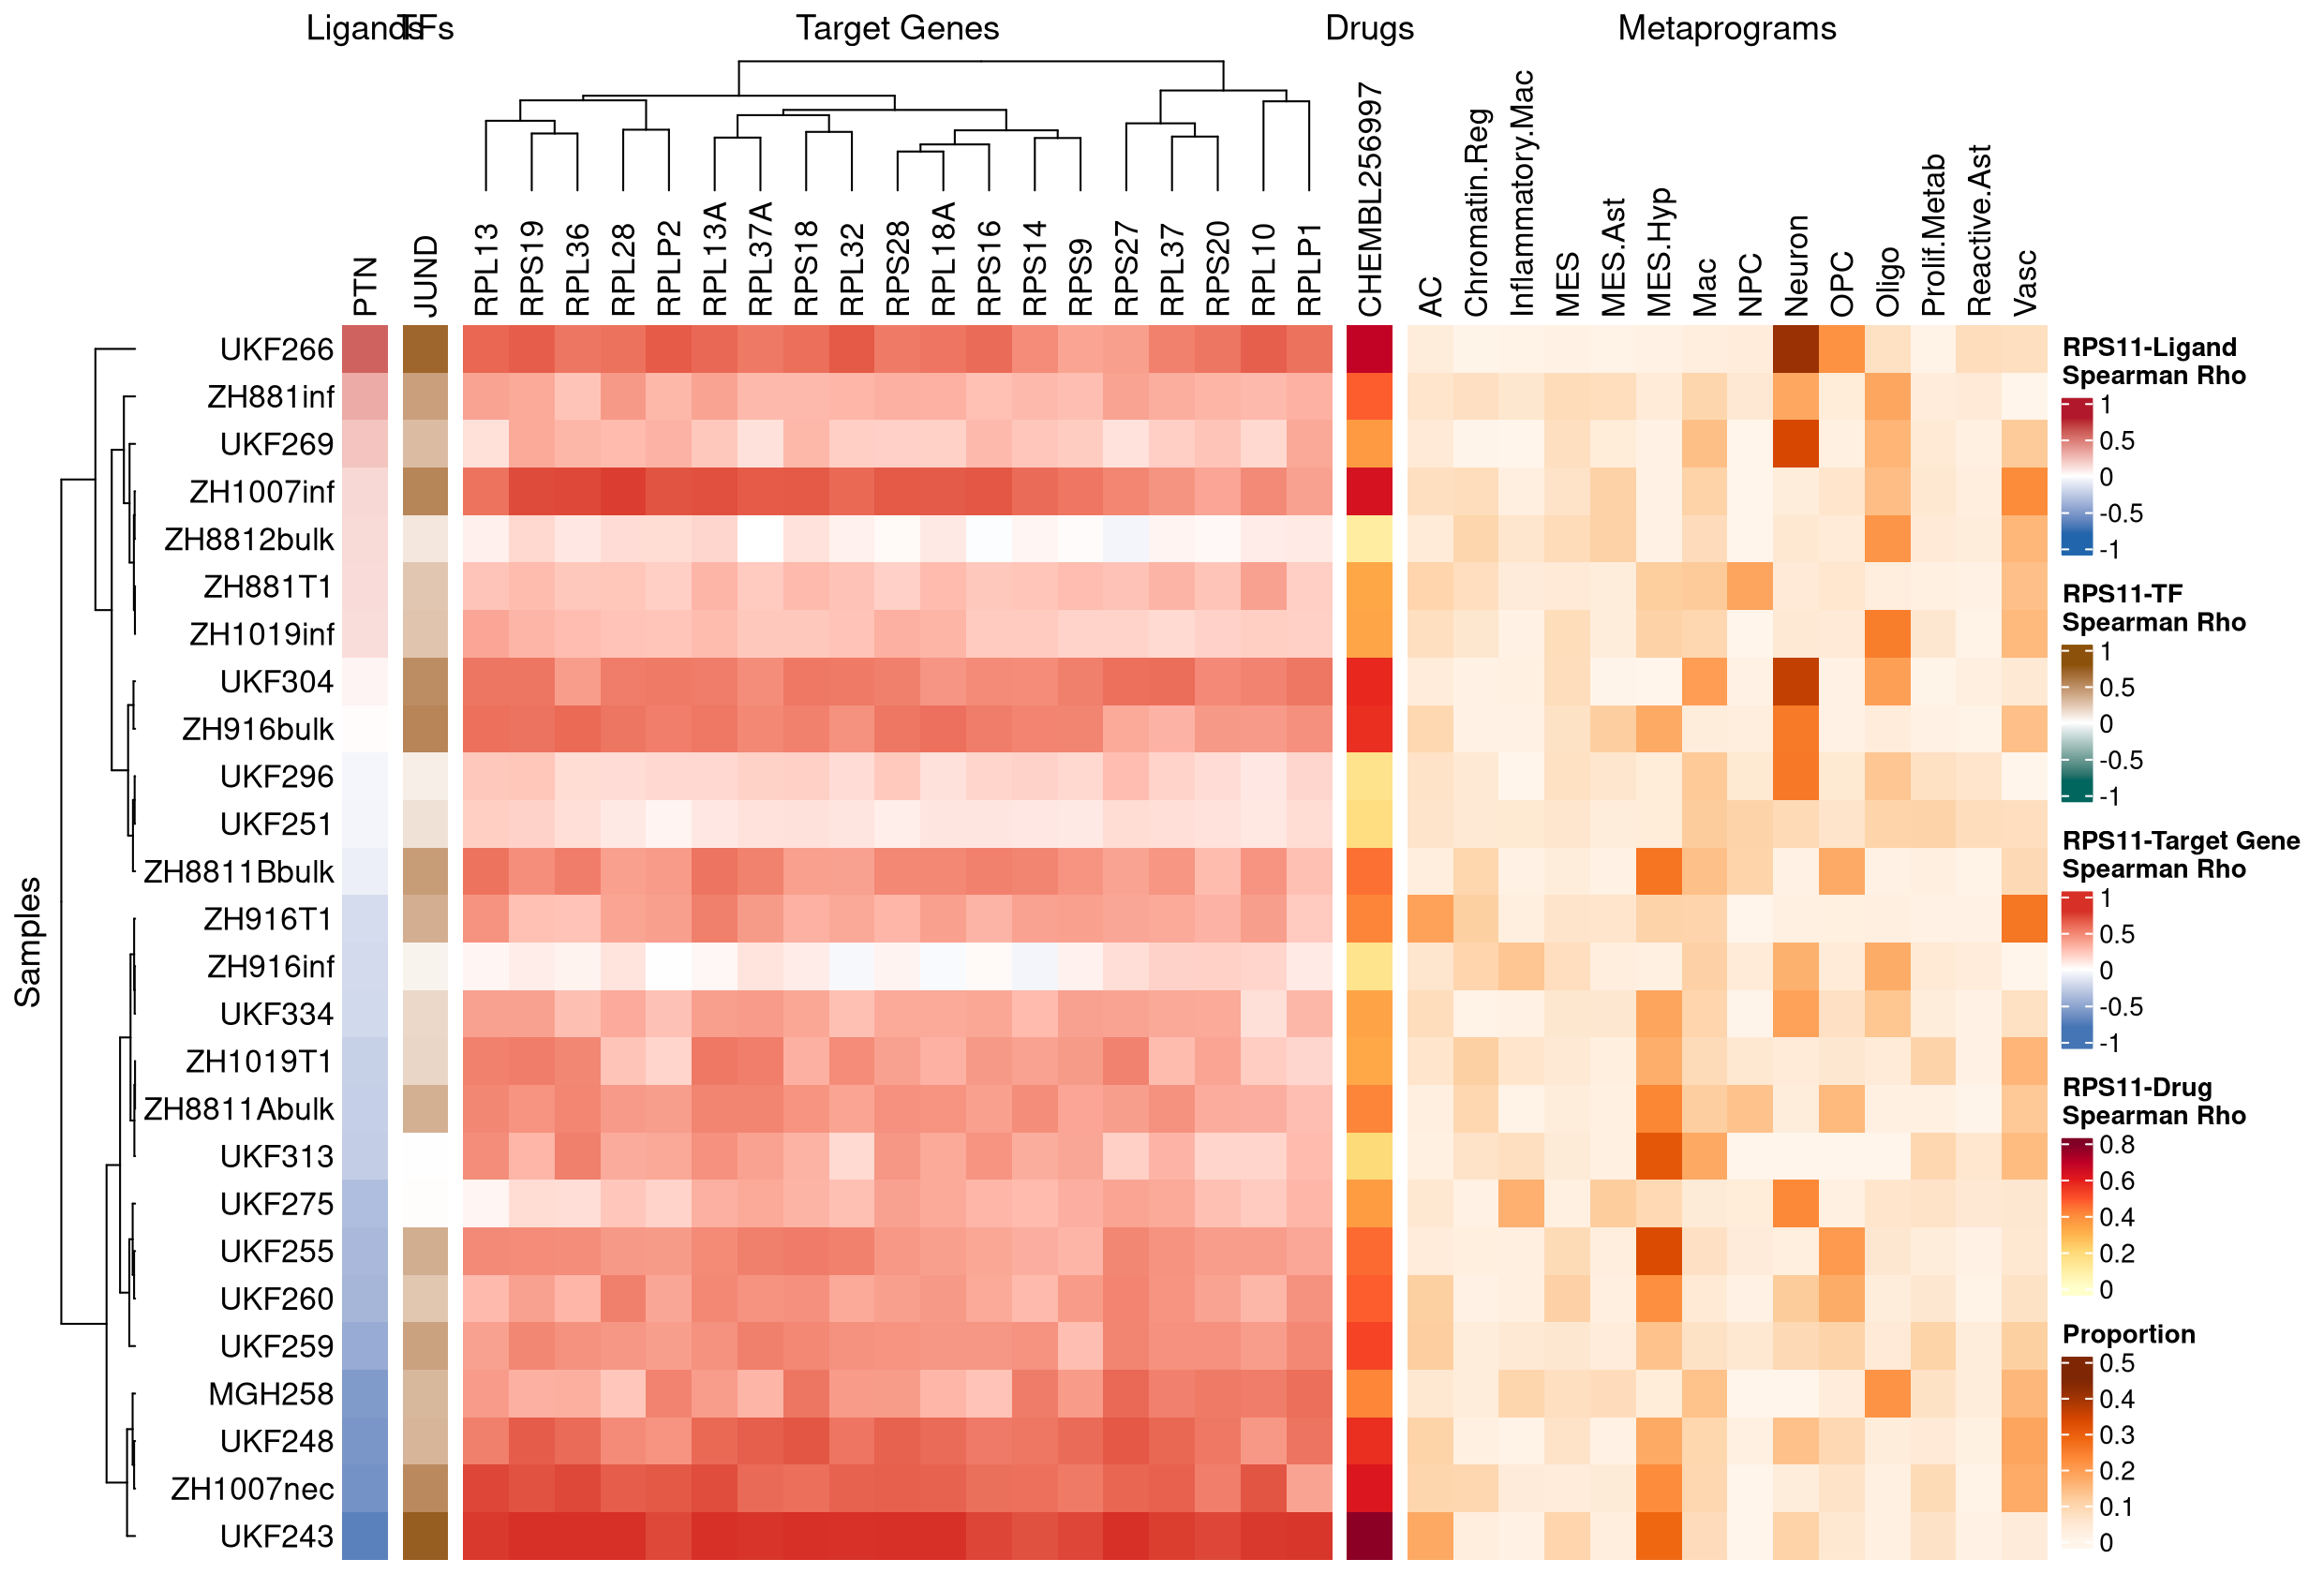 Ligands
TFs
Target Genes
Drugs
Metaprograms
PTN
JUND
RPL13
RPS19
RPL36
RPL28
RPLP2
RPL13A
RPL37A
RPS18
RPL32
RPS28
RPL18A
RPS16
RPS14
RPS9
RPS27
RPL37
RPS20
RPL10
RPLP1
CHEMBL256997
AC
Chromatin.Reg
Inflammatory.Mac
MES
MES.Ast
MES.Hyp
Mac
NPC
Neuron
OPC
Oligo
Prolif.Metab
Reactive.Ast
Vasc
Samples
UKF266
ZH881inf
UKF269
ZH1007inf
ZH8812bulk
ZH881T1
ZH1019inf
UKF304
ZH916bulk
UKF296
UKF251
ZH8811Bbulk
ZH916T1
ZH916inf
UKF334
ZH1019T1
ZH8811Abulk
UKF313
UKF275
UKF255
UKF260
UKF259
MGH258
UKF248
ZH1007nec
UKF243
RPS11-Ligand
Spearman Rho
1
0.5
0
-0.5
-1
RPS11-TF
Spearman Rho
1
0.5
0
-0.5
-1
RPS11-Target Gene
Spearman Rho
1
0.5
0
-0.5
-1
RPS11-Drug
Spearman Rho
0.8
0.6
0.4
0.2
0
Proportion
0.5
0.4
0.3
0.2
0.1
0